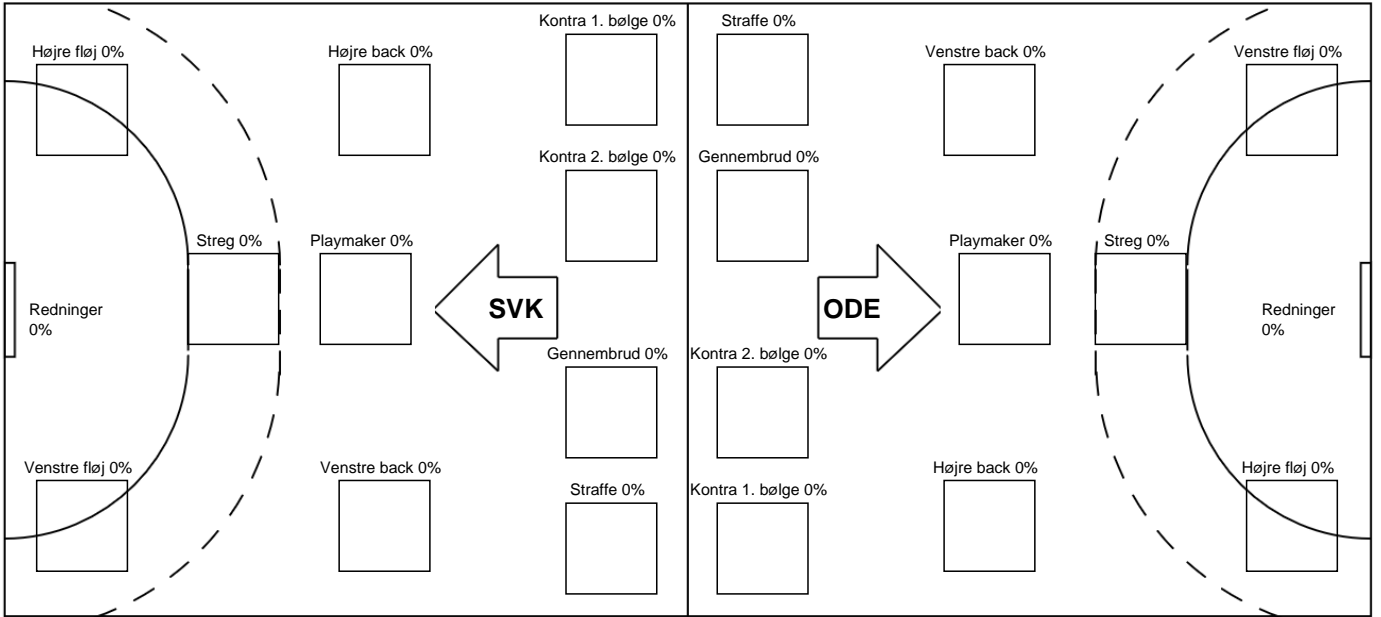 Kontra 1. bølge 0%
Straffe 0%
Højre fløj 0%
Højre back 0%
Venstre back 0%
Venstre fløj 0%
Kontra 2. bølge 0%
Gennembrud 0%
Streg 0%
Playmaker 0%
Playmaker 0%
Streg 0%
SVK
ODE
Redninger
0%
Redninger
0%
Gennembrud 0%
Kontra 2. bølge 0%
Venstre fløj 0%
Venstre back 0%
Højre back 0%
Højre fløj 0%
Straffe 0%
Kontra 1. bølge 0%